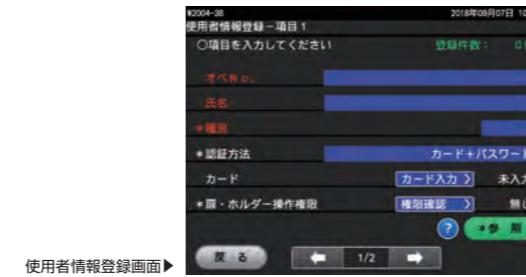 *2004-38 2018年09月07日 10
使用者情報登録－項目1
○項目を入力してください 登録件数： 0
オペNo.
氏名
＊種別
＊認証方法 カード＋パスワード
カード カード入力 〉 未入力
＊扉・ホルダー操作権限 権限確認 〉 無し
? ＊参 照
戻 る 1/2
使用者情報登録画面▶